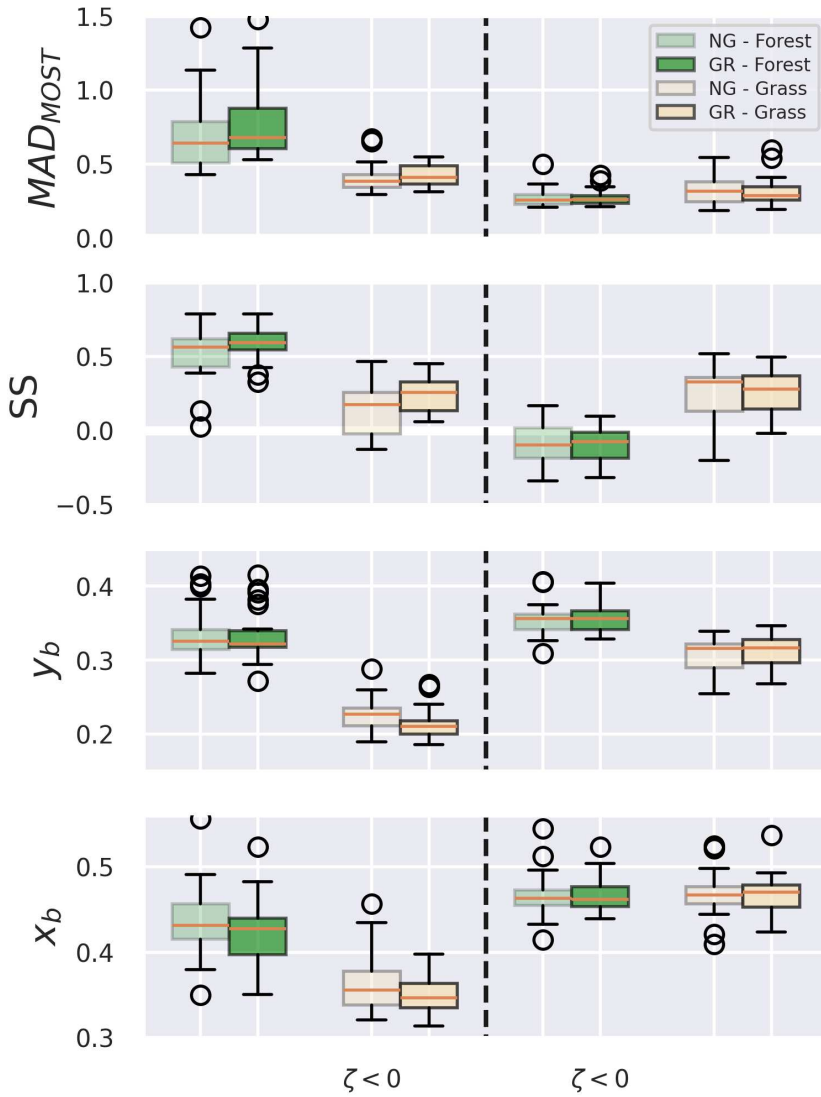 1.5
1.0
0.5
0.0
MAD_MOST
NG - Forest
GR - Forest
NG - Grass
GR - Grass
1.0
0.5
0.0
−0.5
SS
0.4
0.3
0.2
y_b
0.5
0.4
0.3
x_b
ζ < 0
ζ < 0